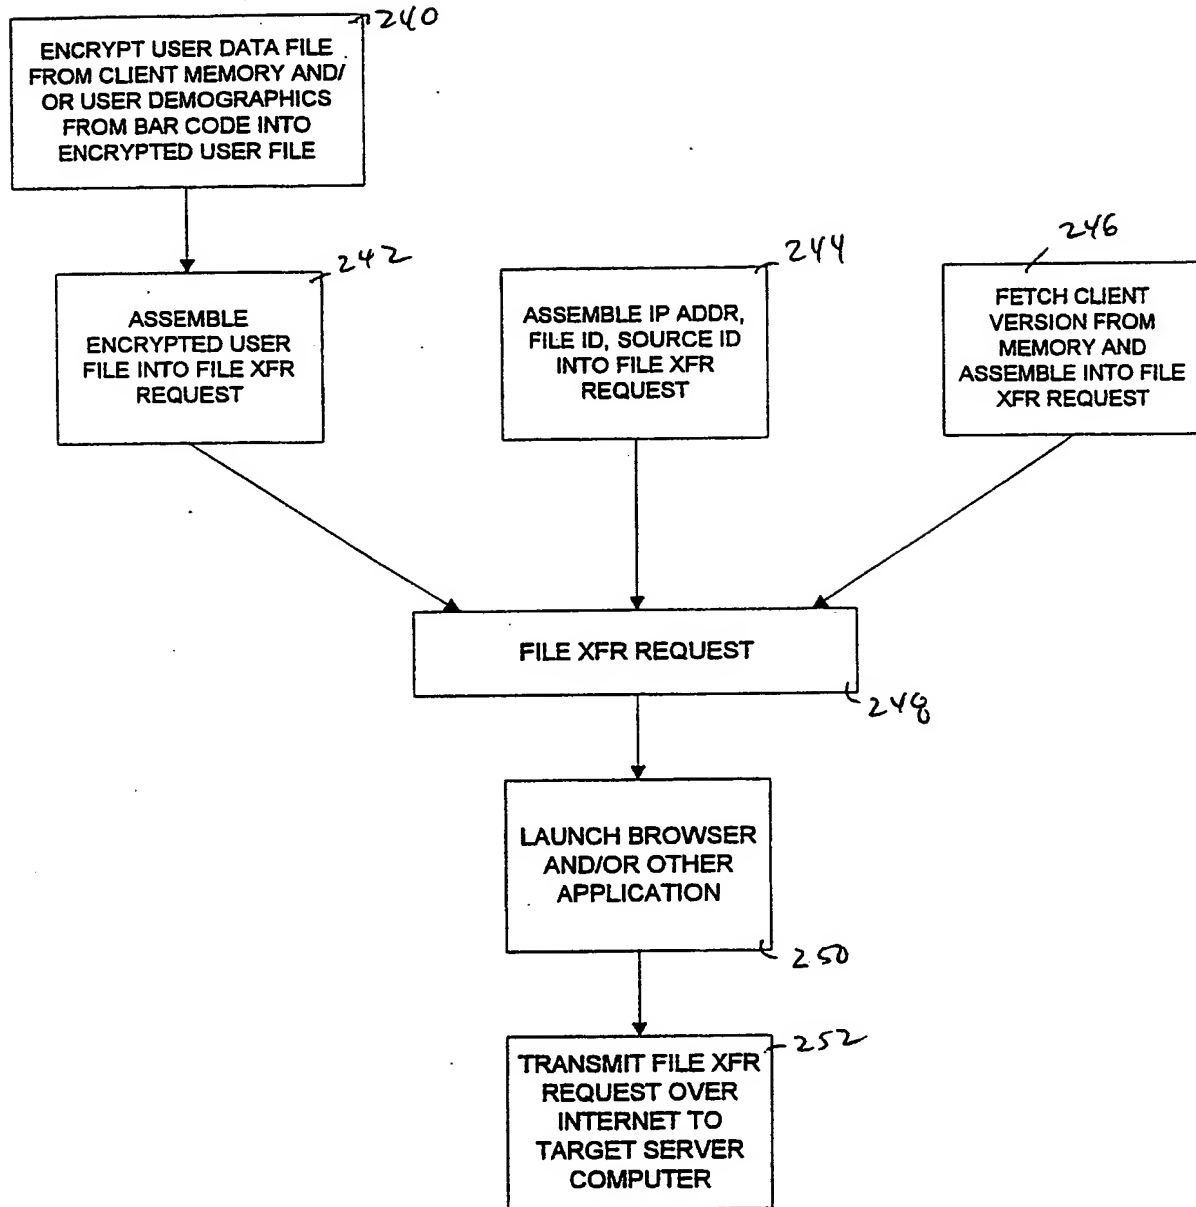 240
ENCRYPT USER DATA FILE
FROM CLIENT MEMORY AND/
OR USER DEMOGRAPHICS
FROM BAR CODE INTO
ENCRYPTED USER FILE
242
ASSEMBLE
ENCRYPTED USER
FILE INTO FILE XFR
REQUEST
244
ASSEMBLE IP ADDR,
FILE ID, SOURCE ID
INTO FILE XFR
REQUEST
246
FETCH CLIENT
VERSION FROM
MEMORY AND
ASSEMBLE INTO FILE
XFR REQUEST
FILE XFR REQUEST
248
LAUNCH BROWSER
AND/OR OTHER
APPLICATION
250
252
TRANSMIT FILE XFR
REQUEST OVER
INTERNET TO
TARGET SERVER
COMPUTER